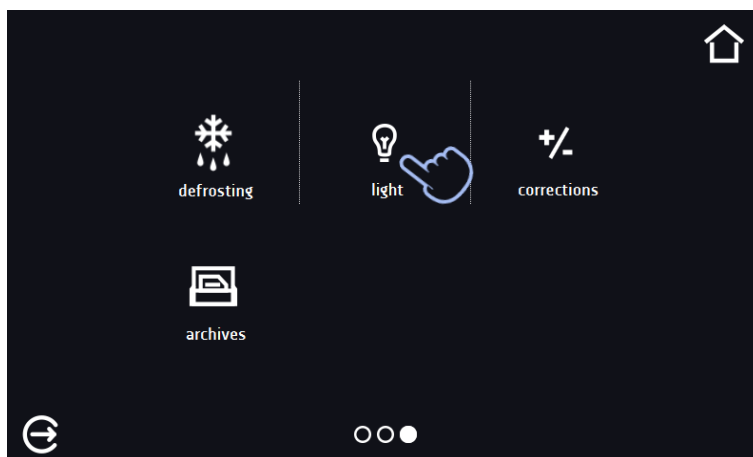 defrosting
light
+/-
corrections
archives